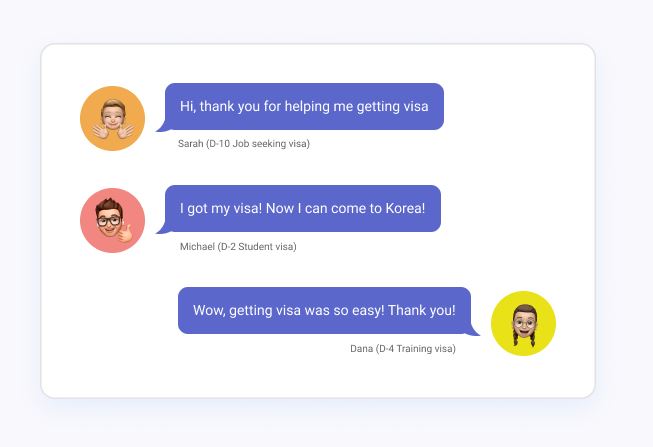 Hi, thank you for helping me getting visa
Sarah (D-10 Job seeking visa)
I got my visa! Now I can come to Korea!
Michael (D-2 Student visa)
Wow, getting visa was so easy! Thank you!
Dana (D-4 Training visa)